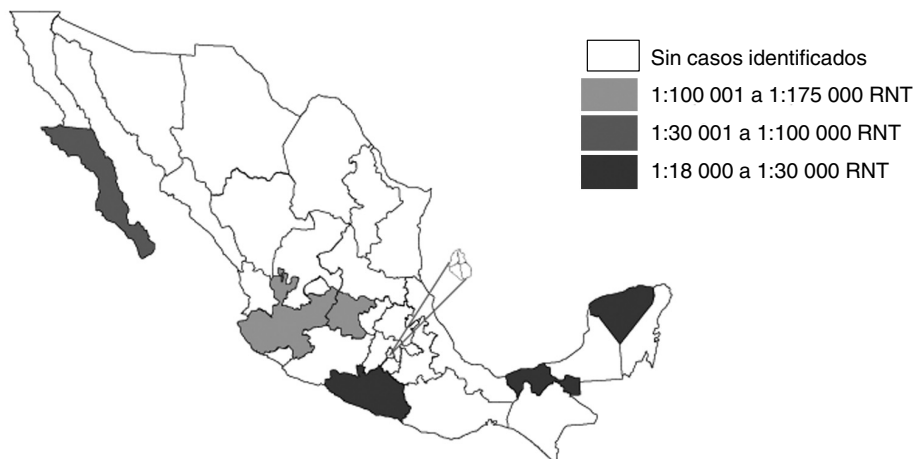 Sin casos identificados
1:100 001 a 1:175 000 RNT
1:30 001 a 1:100 000 RNT
1:18 000 a 1:30 000 RNT